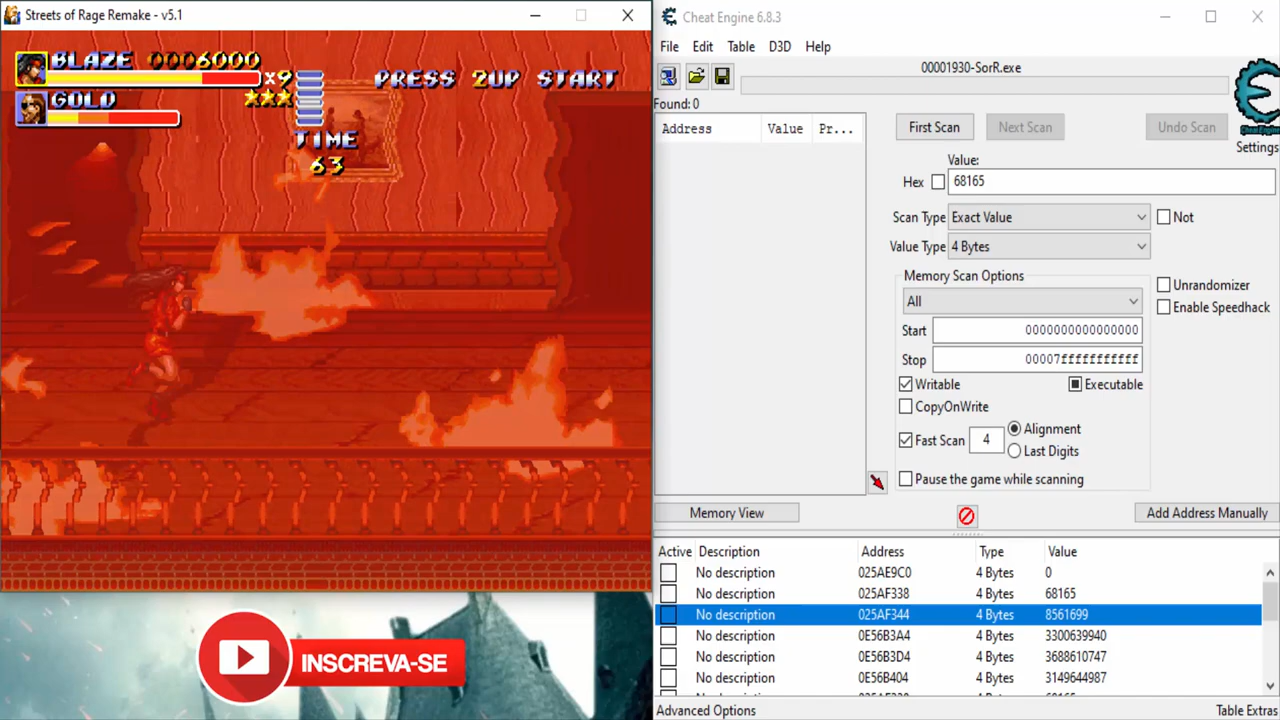 Streets of Rage Remake - v5.1
BLAZE 0006000
x9
PRESS 2UP START
GOLD
TIME
63
INSCREVA-SE
Cheat Engine 6.8.3
File Edit Table D3D Help
00001930-SorR.exe
Found: 0
Address Value Pr...
First Scan Next Scan Undo Scan
Cheat Engine
Settings
Value:
Hex 68165
Scan Type Exact Value Not
Value Type 4 Bytes
Memory Scan Options
All
Unrandomizer
Enable Speedhack
Start 0000000000000000
Stop 00007fffffffffff
Writable Executable
CopyOnWrite
Fast Scan 4 Alignment
Last Digits
Pause the game while scanning
Memory View Add Address Manually
Active Description Address Type Value
No description 025AE9C0 4 Bytes 0
No description 025AF338 4 Bytes 68165
No description 025AF344 4 Bytes 8561699
No description 0E56B3A4 4 Bytes 3300639940
No description 0E56B3D4 4 Bytes 3688610747
No description 0E56B404 4 Bytes 3149644987
Advanced Options Table Extras